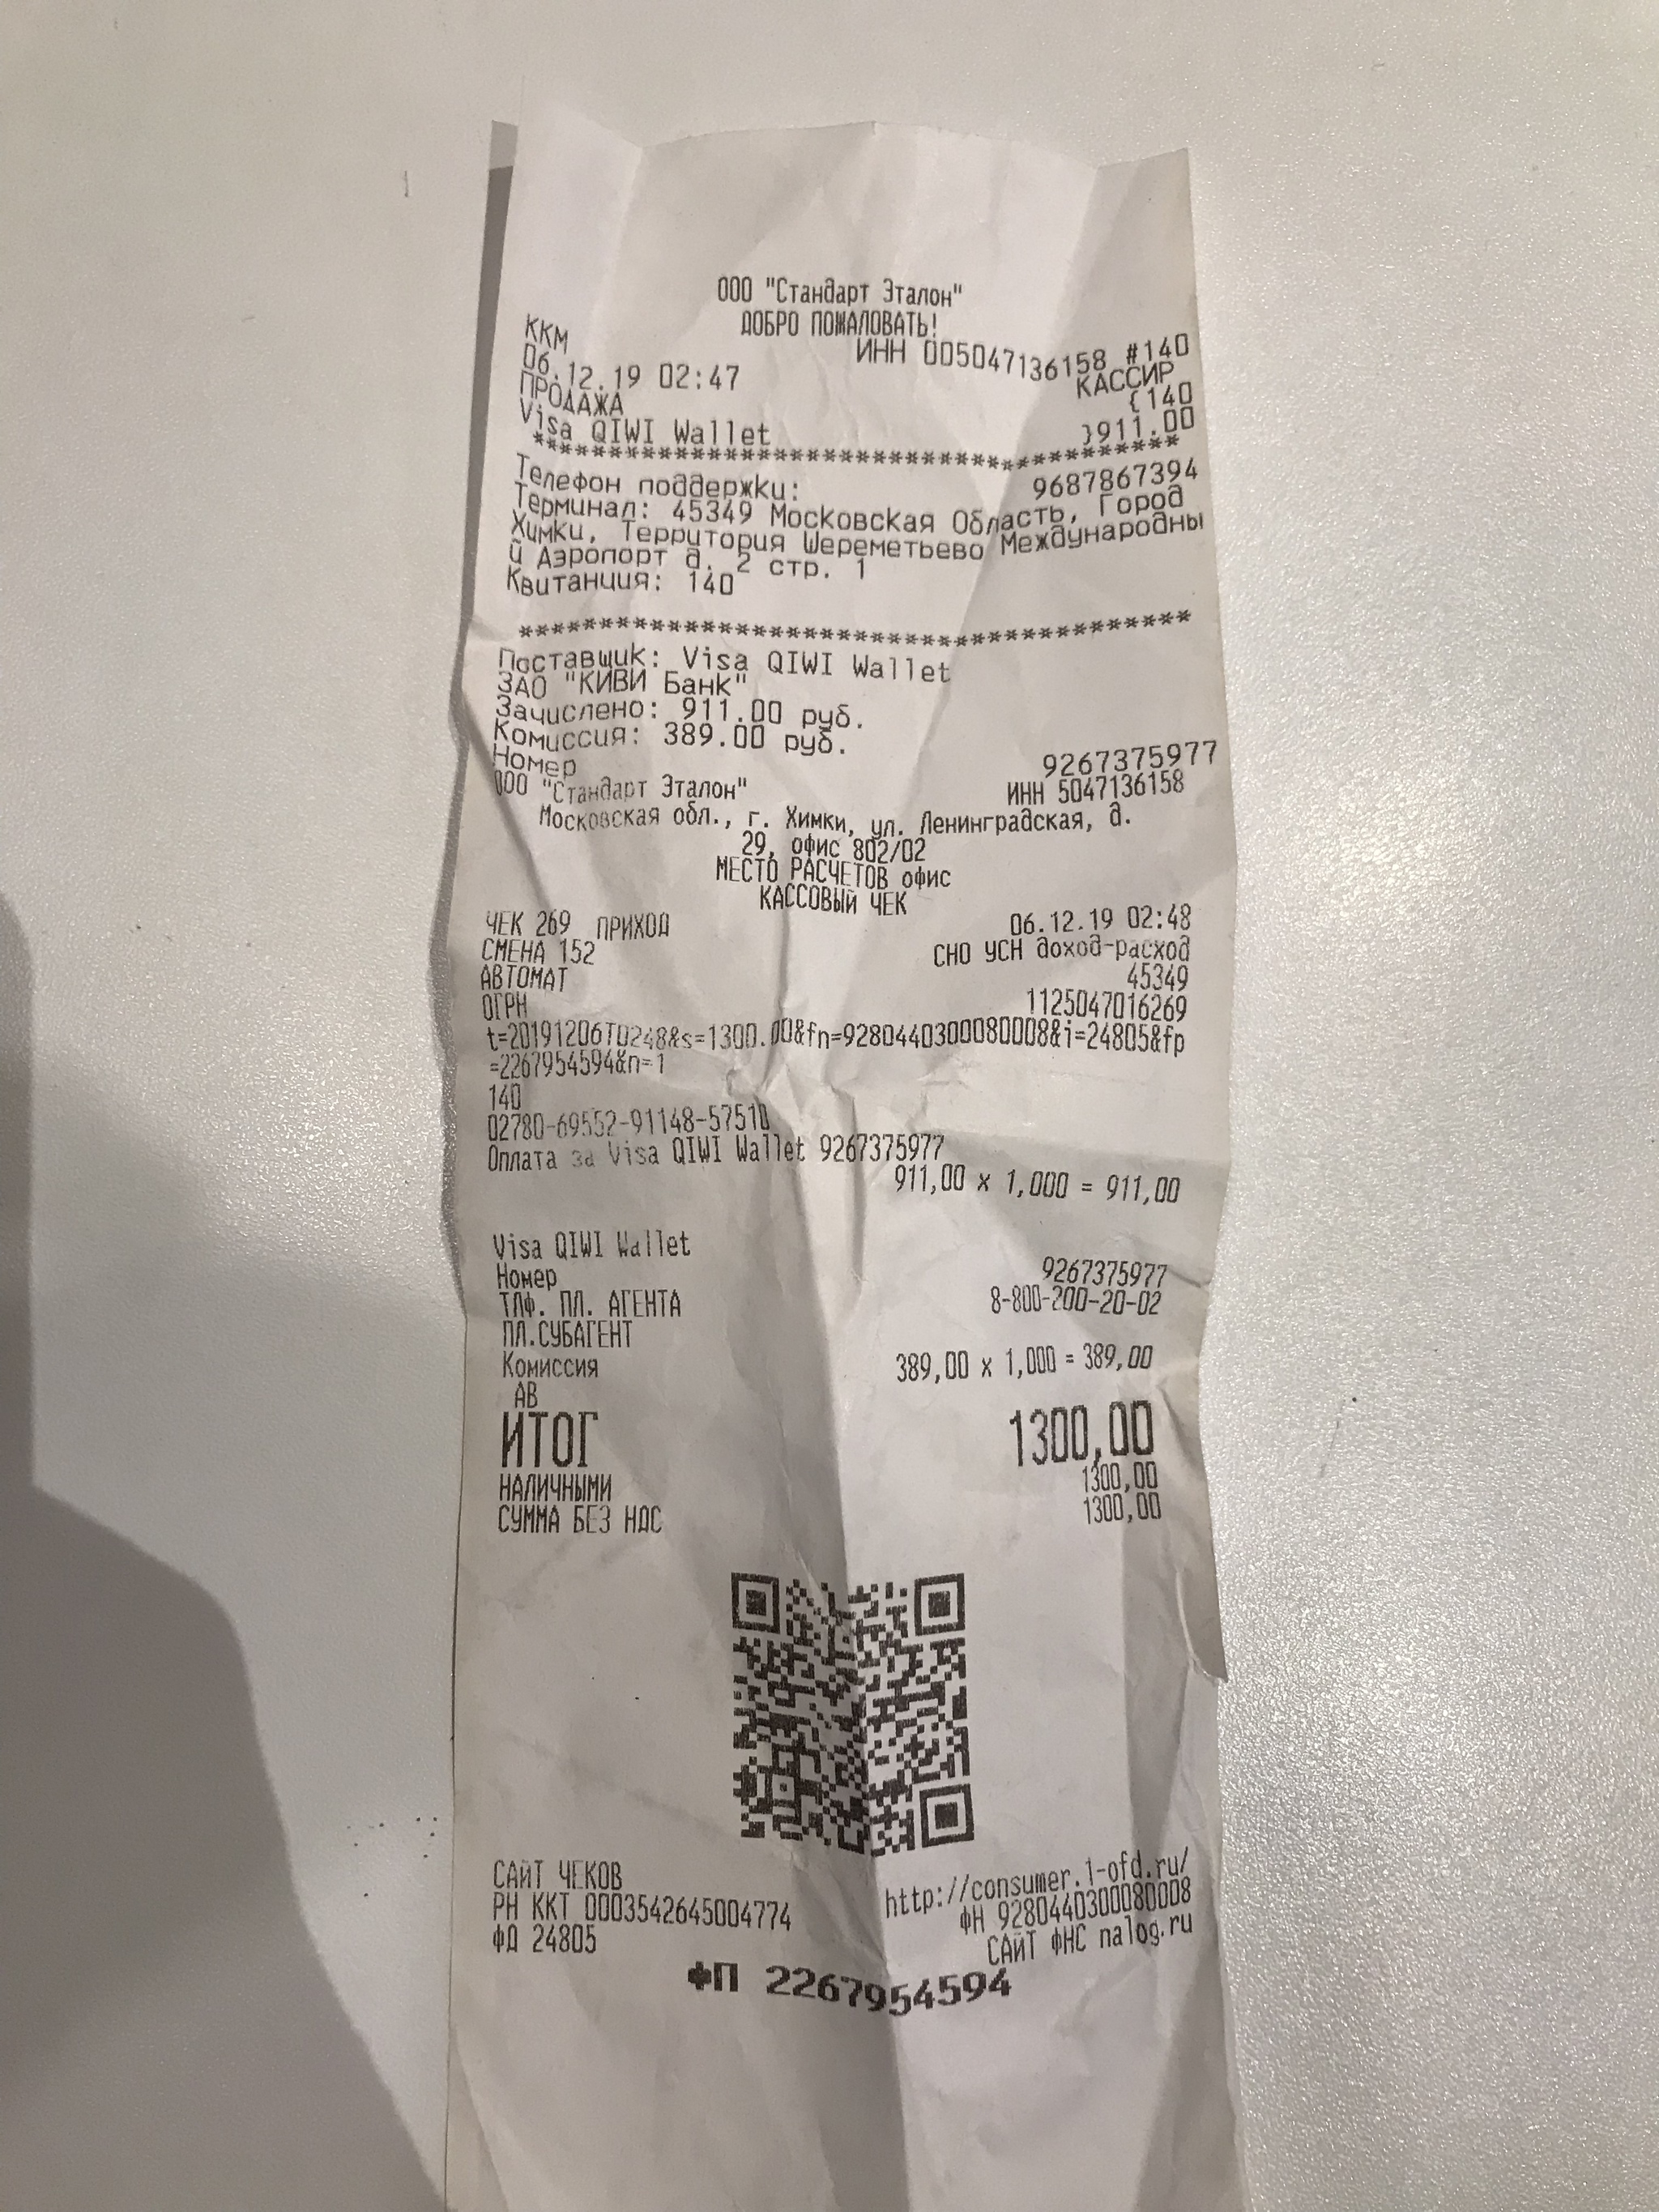 ООО "Стандарт Эталон"
ДОБРО ПОЖАЛОВАТЬ!
ККМ ИНН 005047136158 #140
06.12.19 02:47 КАССИР
ПРОДАЖА {140
Visa QIWI Wallet }911.00
******************************************
Телефон поддержки: 9687867394
Терминал: 45349 Московская Область, Город
Химки, Территория Шереметьево Международны
й Аэропорт д. 2 стр. 1
Квитанция: 140
******************************************
Поставщик: Visa QIWI Wallet
ЗАО "КИВИ Банк"
Зачислено: 911.00 руб.
Комиссия: 389.00 руб.
Номер 9267375977
ООО "Стандарт Эталон" ИНН 5047136158
Московская обл., г. Химки, ул. Ленинградская, д.
29, офис 802/02
МЕСТО РАСЧЕТОВ офис
КАССОВЫЙ ЧЕК
ЧЕК 269 ПРИХОД 06.12.19 02:48
СМЕНА 152 СНО УСН доход-расход
АВТОМАТ 45349
ОГРН 1125047016269
t=20191206T0248&s=1300.00&fn=9280440300080008&i=24805&fp
=2267954594&n=1
140
02780-69552-91148-57510
Оплата за Visa QIWI Wallet 9267375977
911,00 x 1,000 = 911,00
Visa QIWI Wallet
Номер 9267375977
ТЛФ. ПЛ. АГЕНТА 8-800-200-20-02
ПЛ.СУБАГЕНТ
Комиссия 389,00 x 1,000 = 389,00
АВ
ИТОГ 1300,00
НАЛИЧНЫМИ 1300,00
СУММА БЕЗ НДС 1300,00
САЙТ ЧЕКОВ http://consumer.1-ofd.ru/
РН ККТ 0003542645004774 ФН 9280440300080008
ФД 24805 САЙТ ФНС nalog.ru
ФП 2267954594